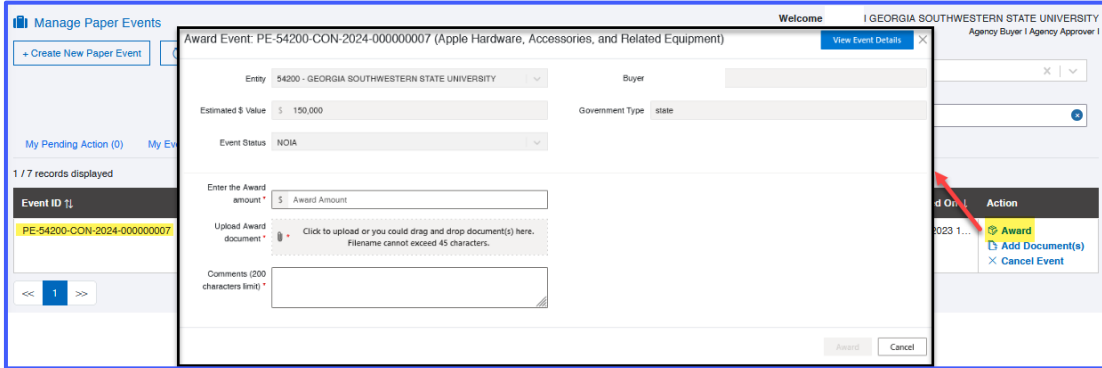 Manage Paper Events
Welcome I GEORGIA SOUTHWESTERN STATE UNIVERSITY
Agency Buyer I Agency Approver I
+ Create New Paper Event
Award Event: PE-54200-CON-2024-000000007 (Apple Hardware, Accessories, and Related Equipment)
View Event Details
Entity 54200 - GEORGIA SOUTHWESTERN STATE UNIVERSITY
Buyer
Estimated $ Value $ 150,000
Government Type state
Event Status NOIA
My Pending Action (0) My Ev
1 / 7 records displayed
Event ID
d On Action
Enter the Award
amount * $ Award Amount
PE-54200-CON-2024-000000007
2023 1...
Award
Add Document(s)
Cancel Event
Upload Award
document *
* Click to upload or you could drag and drop document(s) here.
Filename cannot exceed 45 characters.
Comments (200
characters limit) *
<< 1 >>
Award Cancel